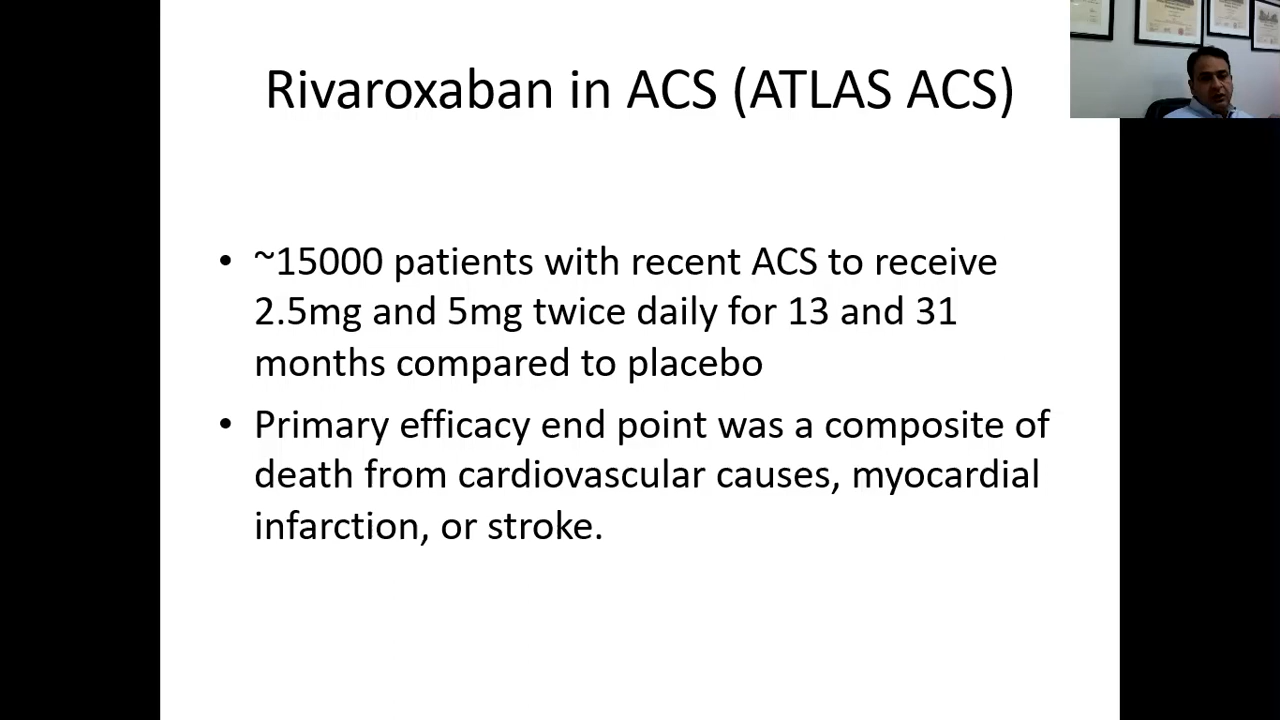 Rivaroxaban in ACS (ATLAS ACS)
• ~15000 patients with recent ACS to receive
2.5mg and 5mg twice daily for 13 and 31
months compared to placebo
• Primary efficacy end point was a composite of
death from cardiovascular causes, myocardial
infarction, or stroke.